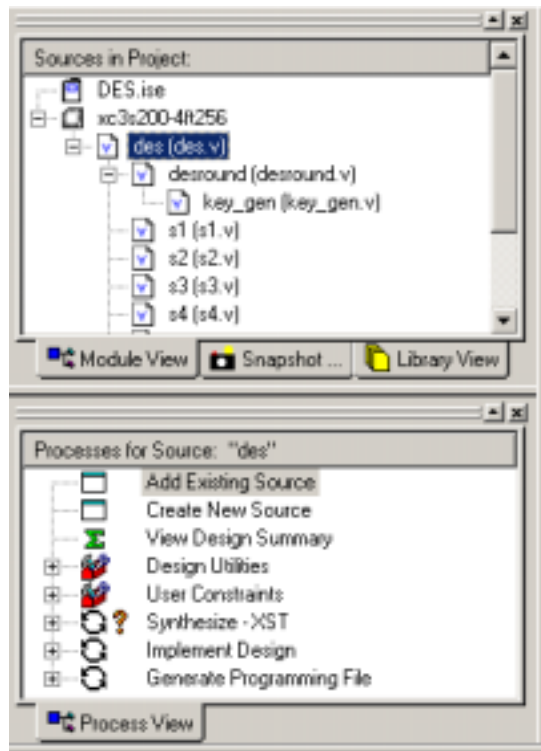 Sources in Project:
DES.ise
xc3s200-4ft256
des (des.v)
desround (desround.v)
key_gen (key_gen.v)
s1 (s1.v)
s2 (s2.v)
s3 (s3.v)
s4 (s4.v)
Module View Snapshot ... Library View
Processes for Source: "des"
Add Existing Source
Create New Source
View Design Summary
Design Utilities
User Constraints
Synthesize - XST
Implement Design
Generate Programming File
Process View